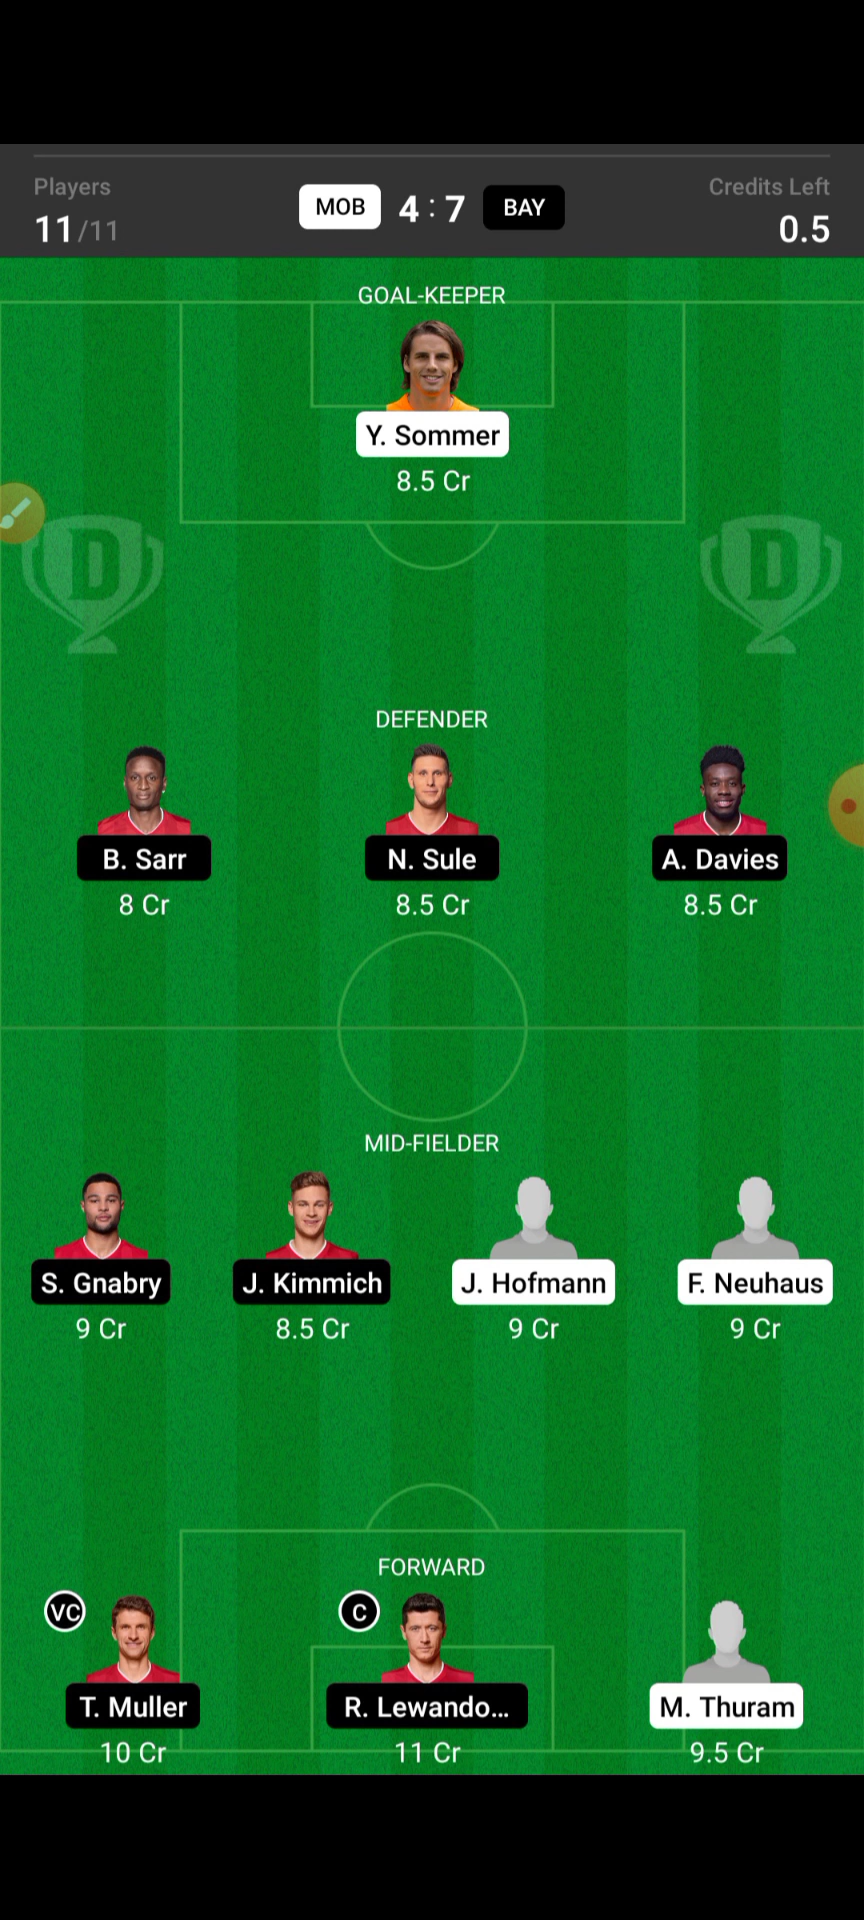 Players
Credits Left
11/11
MOB 4 : 7 BAY
0.5
GOAL-KEEPER
Y. Sommer
8.5 Cr
D D
DEFENDER
B. Sarr N. Sule A. Davies
8 Cr 8.5 Cr 8.5 Cr
MID-FIELDER
S. Gnabry J. Kimmich J. Hofmann F. Neuhaus
9 Cr 8.5 Cr 9 Cr 9 Cr
FORWARD
VC C
T. Muller R. Lewando... M. Thuram
10 Cr 11 Cr 9.5 Cr